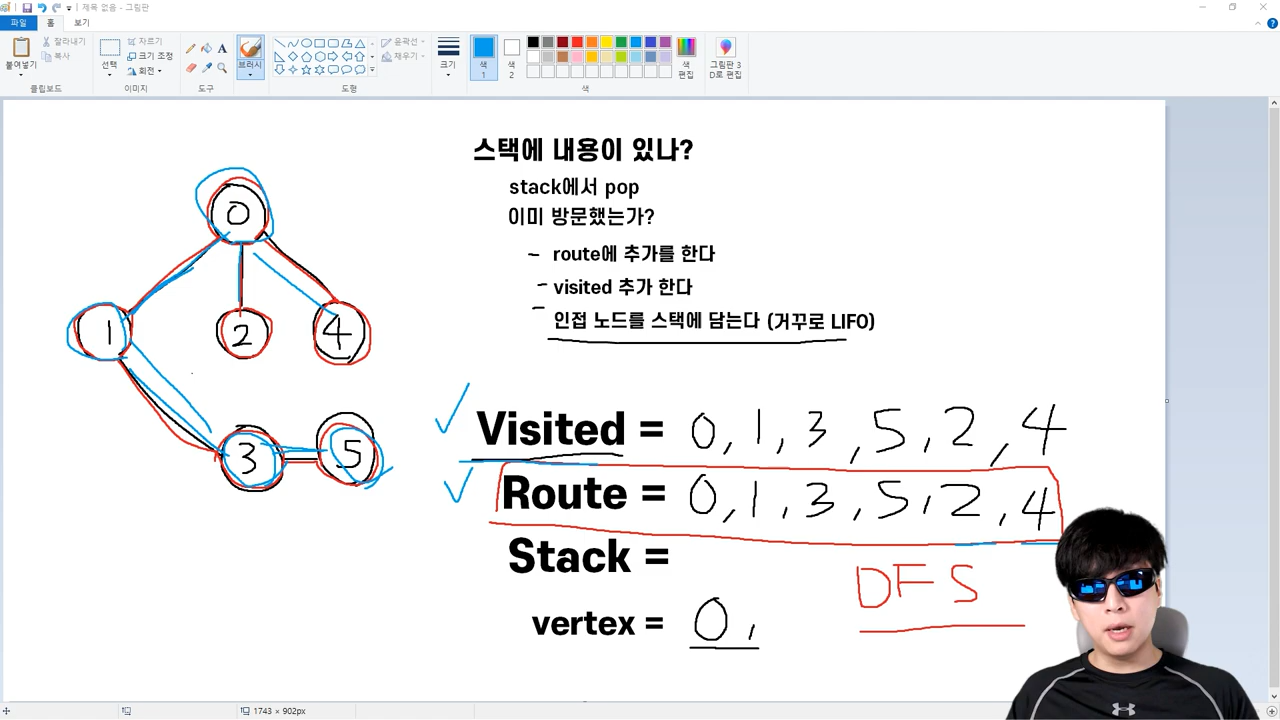 제목 없음 - 그림판
파일 홈 보기
붙여넣기
잘라내기
복사
클립보드
선택
자르기
크기 조정
회전
이미지
A
도구
브러시
윤곽선
채우기
도형
크기
색 1
색 2
색 편집
색
그림판 3D로 편집
스택에 내용이 있나?
stack에서 pop
이미 방문했는가?
- route에 추가를 한다
- visited 추가 한다
- 인접 노드를 스택에 담는다 (거꾸로 LIFO)
0
1 2 4
3 5
Visited = 0, 1, 3, 5, 2, 4
Route = 0, 1, 3, 5, 2, 4
Stack =
DFS
vertex = 0,
1743 × 902px